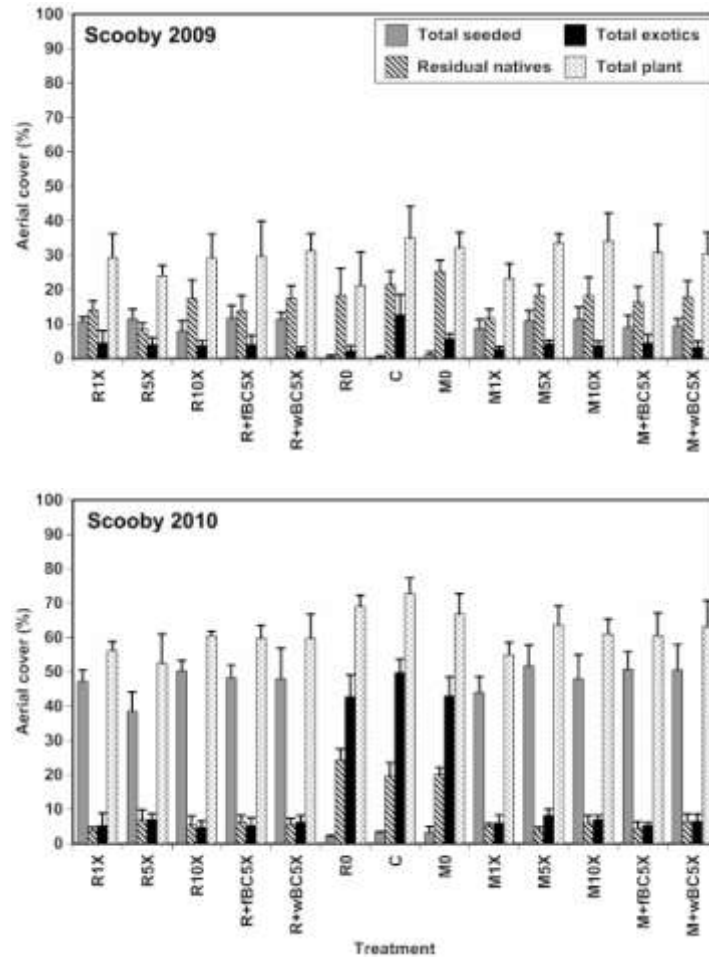 Scooby 2009
Total seeded
Total exotics
Residual natives
Total plant
Aerial cover (%)
100
90
80
70
60
50
40
30
20
10
0
R1X
R5X
R10X
R+fBC5X
R+wBC5X
R0
C
M0
M1X
M5X
M10X
M+fBC5X
M+wBC5X
Scooby 2010
Aerial cover (%)
100
90
80
70
60
50
40
30
20
10
0
R1X
R5X
R10X
R+fBC5X
R+wBC5X
R0
C
M0
M1X
M5X
M10X
M+fBC5X
M+wBC5X
Treatment